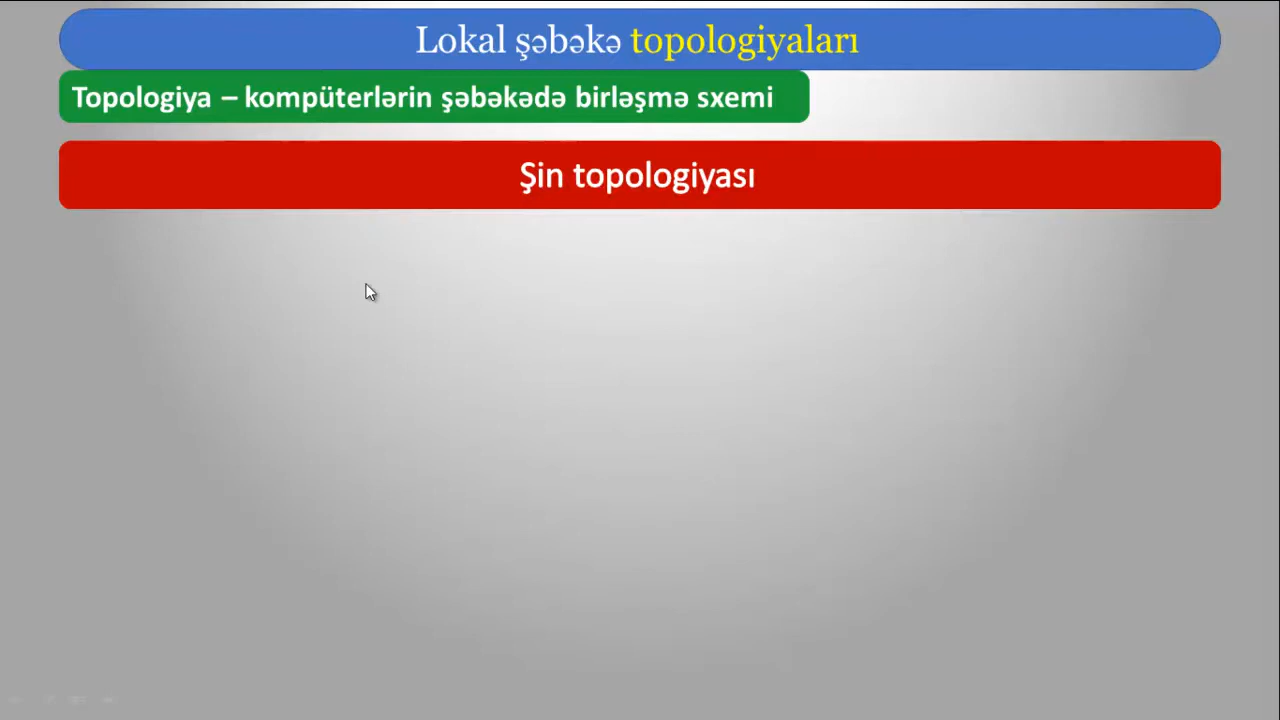 Lokal şəbəkə topologiyaları
Topologiya – kompüterlərin şəbəkədə birləşmə sxemi
Şin topologiyası